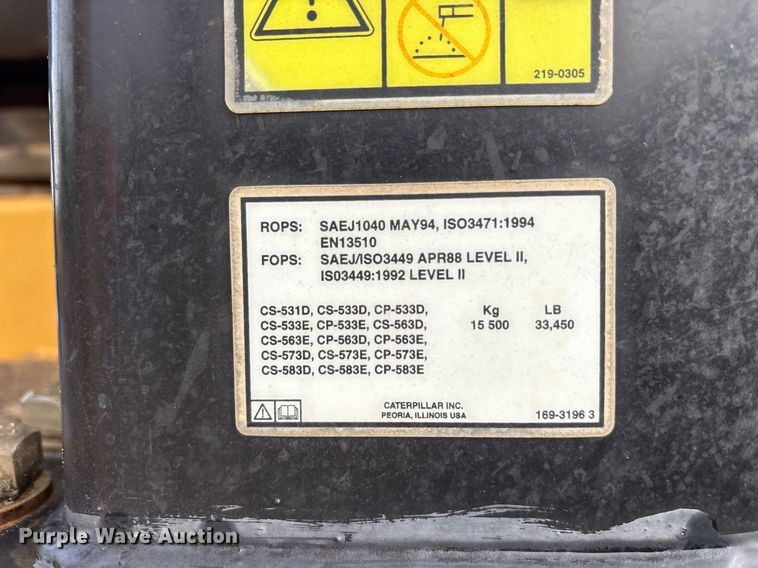 219-0305
ROPS: SAEJ1040 MAY94, ISO3471:1994
EN13510
FOPS: SAEJ/ISO3449 APR88 LEVEL II,
IS03449:1992 LEVEL II
CS-531D, CS-533D, CP-533D, Kg LB
CS-533E, CP-533E, CS-563D, 15 500 33,450
CS-563E, CP-563D, CP-563E,
CS-573D, CS-573E, CP-573E,
CS-583D, CS-583E, CP-583E
CATERPILLAR INC.
PEORIA, ILLINOIS USA
169-3196 3
Purple Wave Auction